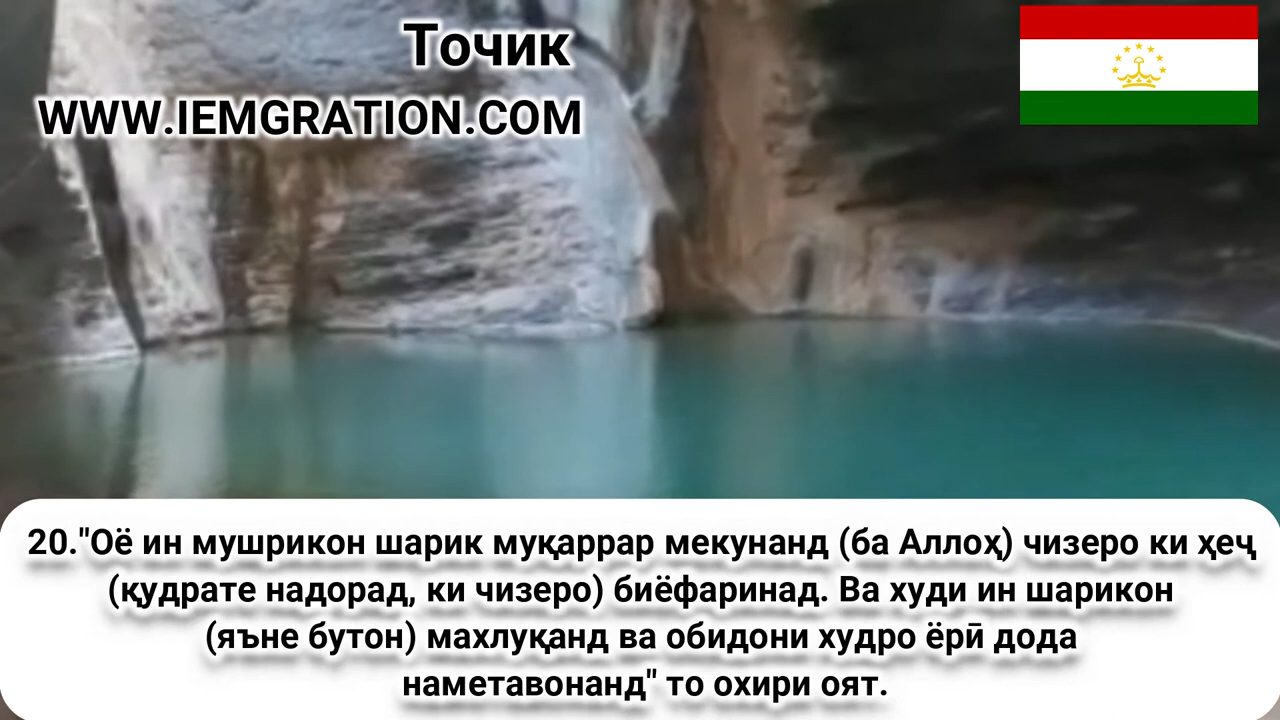 Точик
WWW.IEMGRATION.COM
20."Оё ин мушрикон шарик муқаррар мекунанд (ба Аллоҳ) чизеро ки ҳеҷ
(қудрате надорад, ки чизеро) биёфаринад. Ва худи ин шарикон
(яъне бутон) махлуқанд ва обидони худро ёрӣ дода
наметавонанд" то охири оят.